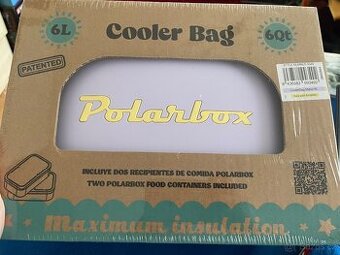 6L
Cooler Bag
6Qt
PATENTED
Polarbox
INCLUYE DOS RECIPIENTES DE COMIDA POLARBOX
TWO POLARBOX FOOD CONTAINERS INCLUDED
Maximum insulation